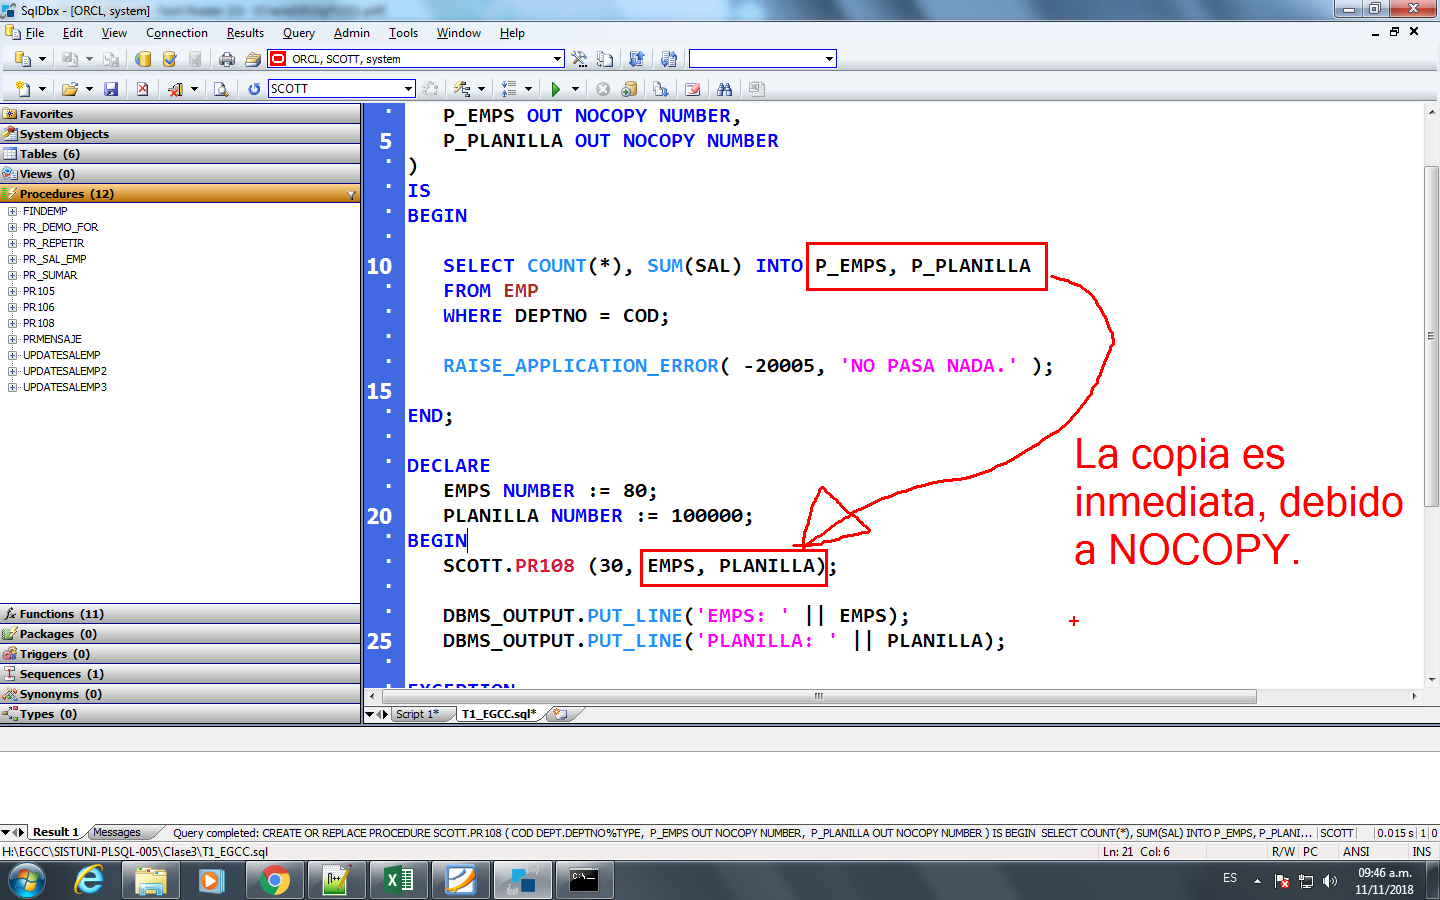 SqlDbx - [ORCL, system]
File Edit View Connection Results Query Admin Tools Window Help
ORCL, SCOTT, system
SCOTT
Favorites
System Objects
Tables (6)
Views (0)
Procedures (12)
FINDEMP
PR_DEMO_FOR
PR_REPETIR
PR_SAL_EMP
PR_SUMAR
PR105
PR106
PR108
PRMENSAJE
UPDATESALEMP
UPDATESALEMP2
UPDATESALEMP3
Functions (11)
Packages (0)
Triggers (0)
Sequences (1)
Synonyms (0)
Types (0)
P_EMPS OUT NOCOPY NUMBER,
5 P_PLANILLA OUT NOCOPY NUMBER
)
IS
BEGIN
10 SELECT COUNT(*), SUM(SAL) INTO P_EMPS, P_PLANILLA
FROM EMP
WHERE DEPTNO = COD;
RAISE_APPLICATION_ERROR( -20005, 'NO PASA NADA.' );
15
END;
DECLARE
EMPS NUMBER := 80;
20 PLANILLA NUMBER := 100000;
BEGIN
SCOTT.PR108 (30, EMPS, PLANILLA);
DBMS_OUTPUT.PUT_LINE('EMPS: ' || EMPS);
25 DBMS_OUTPUT.PUT_LINE('PLANILLA: ' || PLANILLA);
EXCEPTION
La copia es
inmediata, debido
a NOCOPY.
Script 1* T1_EGCC.sql*
Result 1 Messages Query completed: CREATE OR REPLACE PROCEDURE SCOTT.PR108 ( COD DEPT.DEPTNO%TYPE, P_EMPS OUT NOCOPY NUMBER, P_PLANILLA OUT NOCOPY NUMBER ) IS BEGIN SELECT COUNT(*), SUM(SAL) INTO P_EMPS, P_PLANI... SCOTT 0.015 s 1 0
H:\EGCC\SISTUNI-PLSQL-005\Clase3\T1_EGCC.sql Ln: 21 Col: 6 R/W PC ANSI INS
ES 09:46 a.m.
11/11/2018